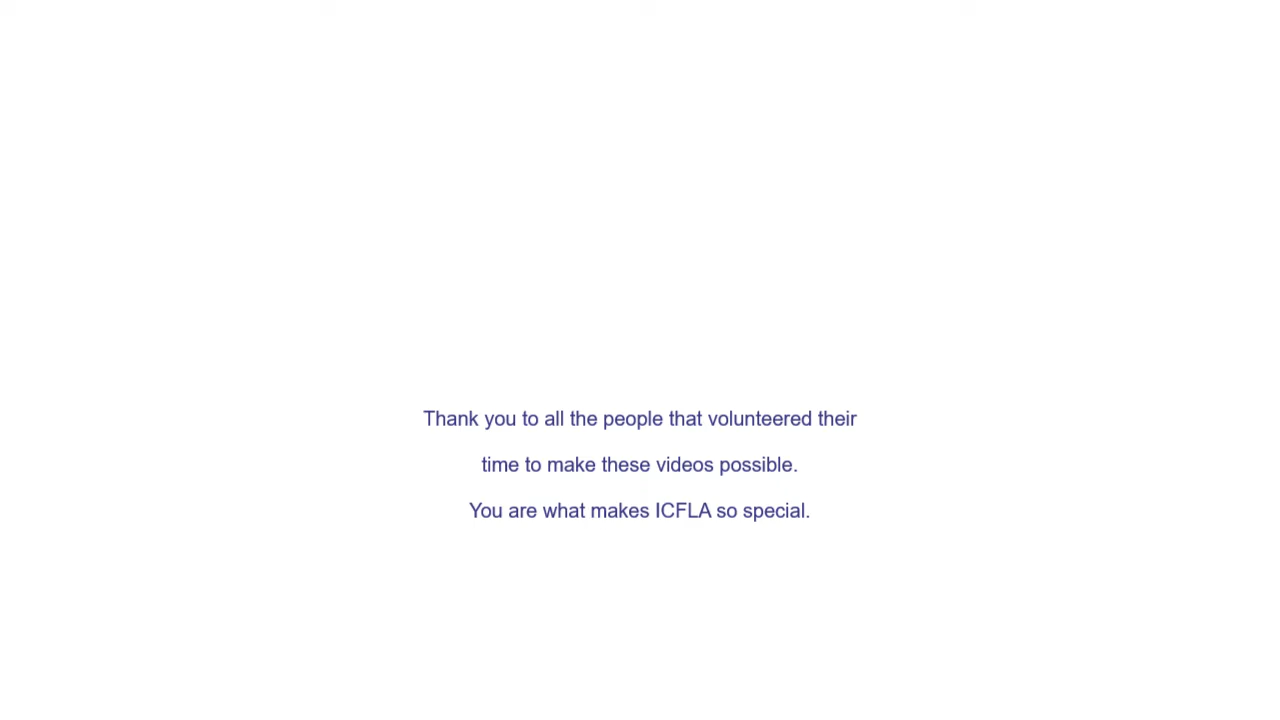 Thank you to all the people that volunteered their
time to make these videos possible.
You are what makes ICFLA so special.